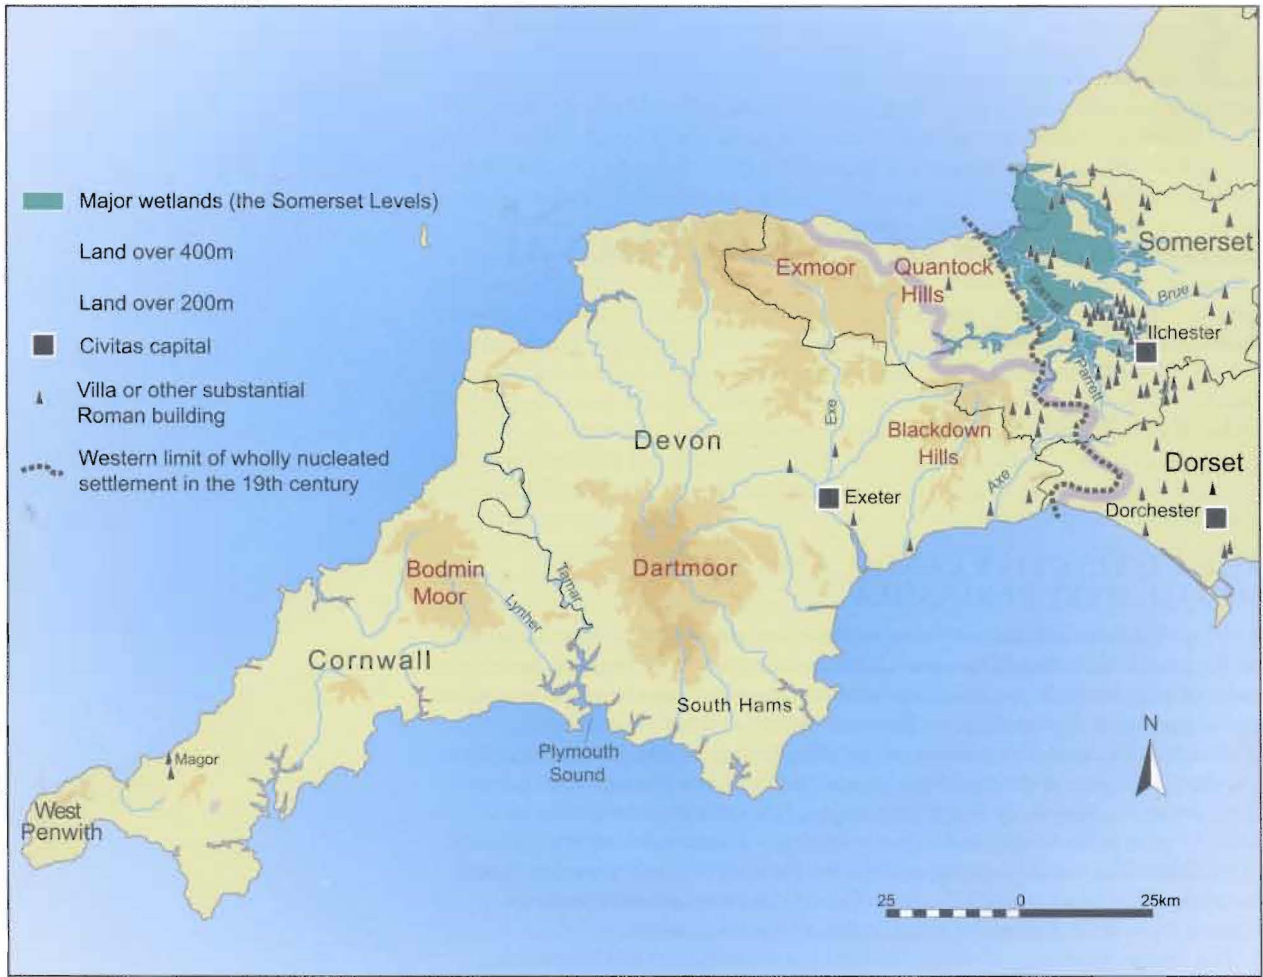 Major wetlands (the Somerset Levels)
Land over 400m
Land over 200m
Civitas capital
Villa or other substantial
Roman building
Western limit of wholly nucleated
settlement in the 19th century
Somerset
Exmoor
Quantock
Hills
Parrett
Brue
Ilchester
Parrett
Exe
Devon
Blackdown
Hills
Axe
Dorset
Exeter
Dorchester
Bodmin
Moor
Dartmoor
Tamar
Lynher
Cornwall
South Hams
Plymouth
Sound
Magor
West
Penwith
N
25 0 25km